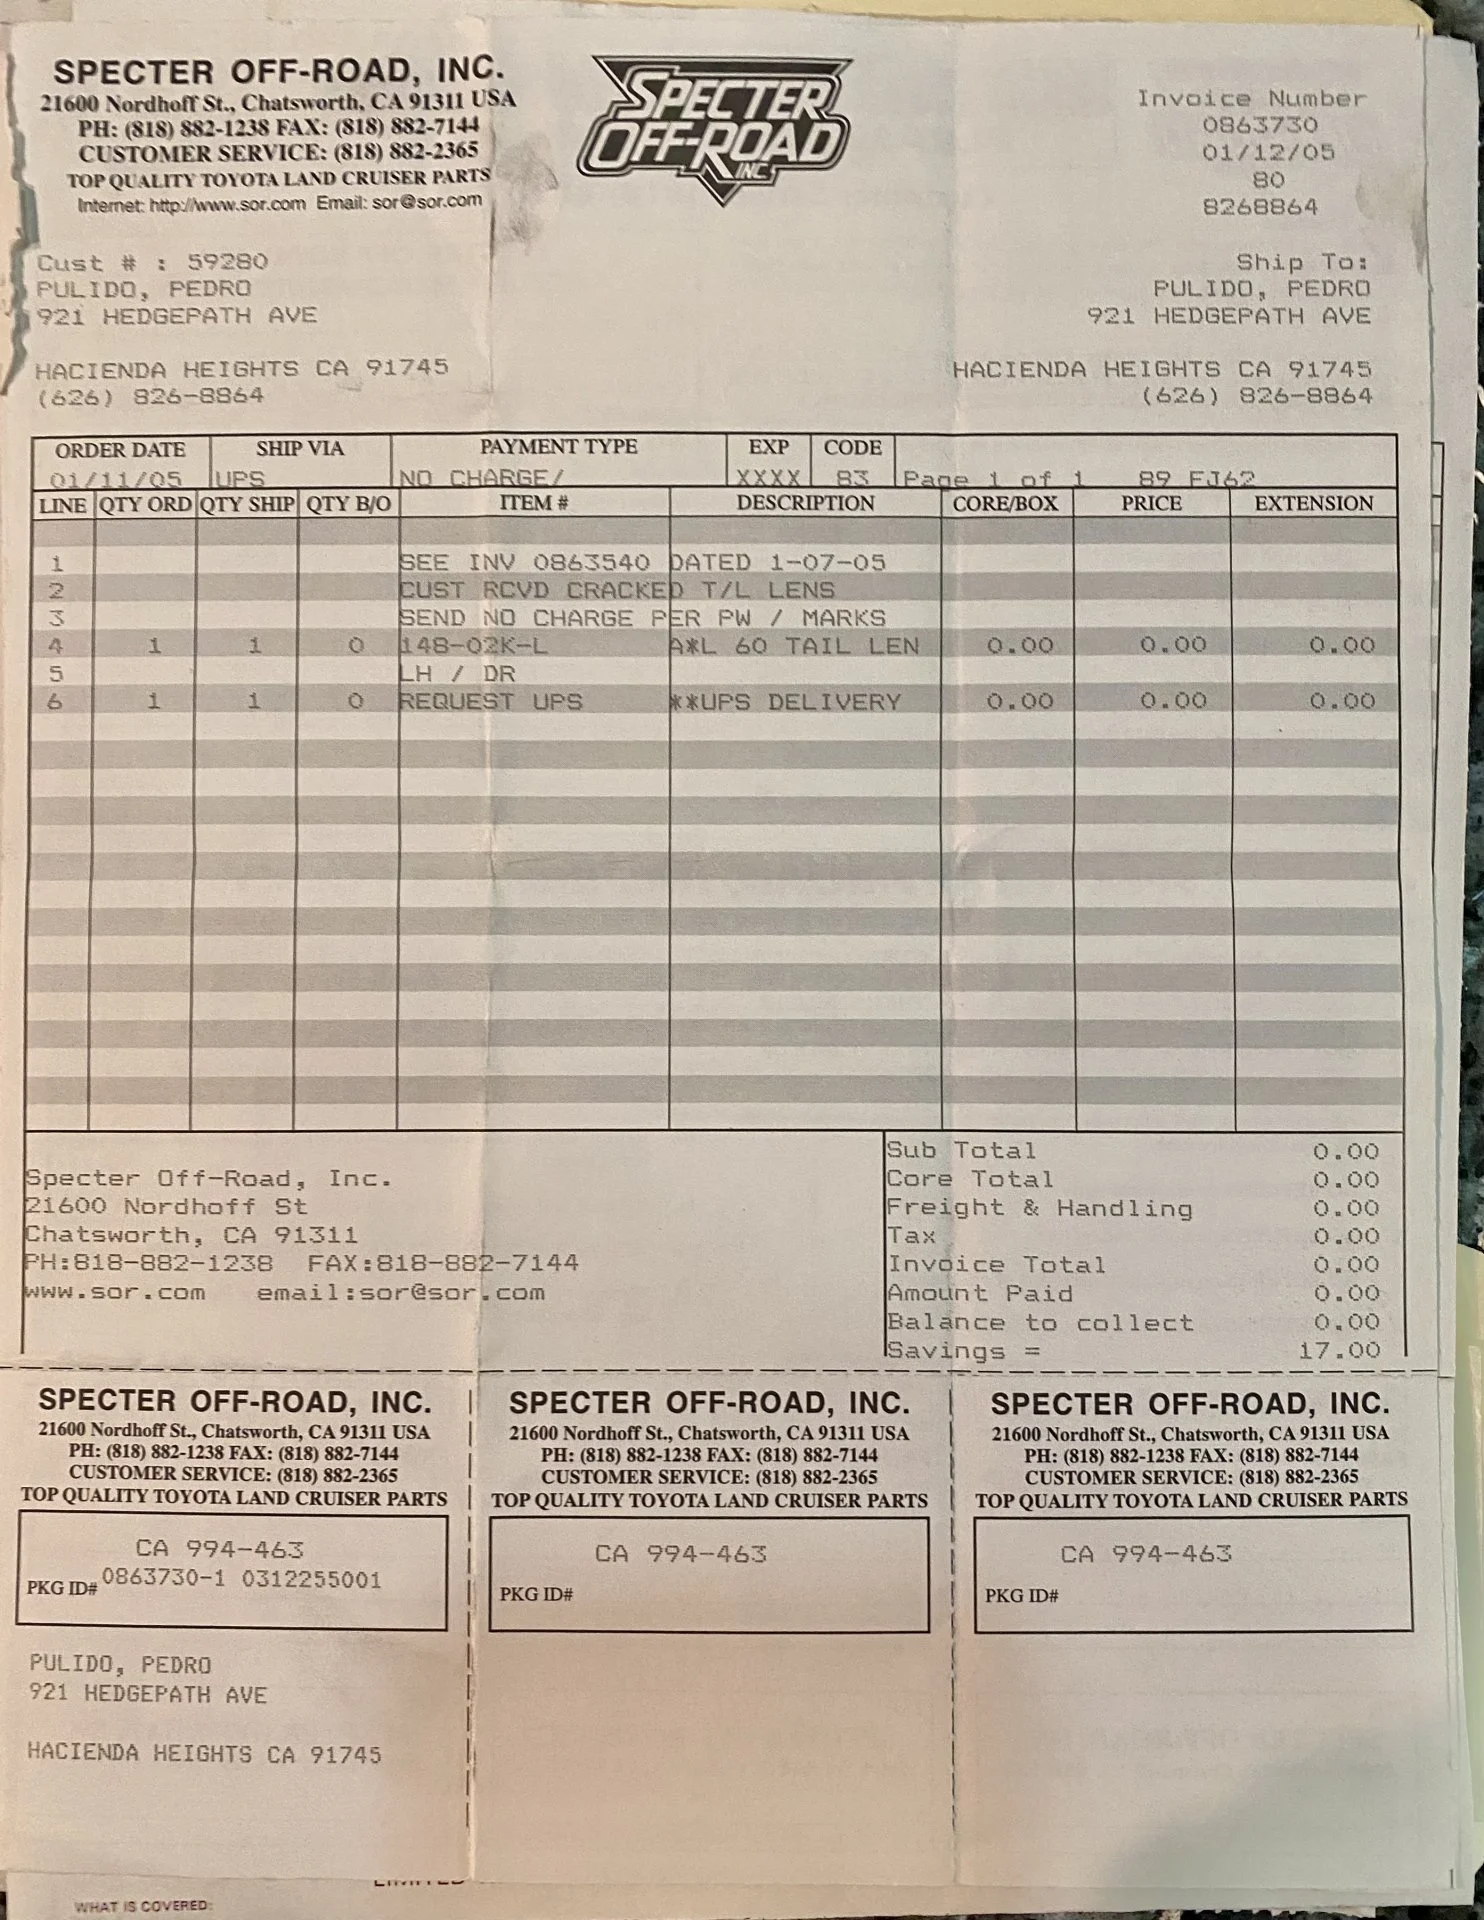 SPECTER OFF-ROAD, INC.
21600 Nordhoff St., Chatsworth, CA 91311 USA
PH: (818) 882-1238 FAX: (818) 882-7144
CUSTOMER SERVICE: (818) 882-2365
TOP QUALITY TOYOTA LAND CRUISER PARTS
Internet: http://www.sor.com Email: sor@sor.com
SPECTER
OFF-ROAD
INC
Invoice Number
0863730
01/12/05
80
8268864
Cust # : 59280
PULIDO, PEDRO
921 HEDGEPATH AVE
HACIENDA HEIGHTS CA 91745
(626) 826-8864
Ship To:
PULIDO, PEDRO
921 HEDGEPATH AVE
HACIENDA HEIGHTS CA 91745
(626) 826-8864
ORDER DATE SHIP VIA PAYMENT TYPE EXP CODE
01/11/05 UPS NO CHARGE/ XXXX 83 Page 1 of 1 89 FJ62
LINE QTY ORD QTY SHIP QTY B/O ITEM # DESCRIPTION CORE/BOX PRICE EXTENSION
1 SEE INV 0863540 DATED 1-07-05
2 CUST RCVD CRACKED T/L LENS
3 SEND NO CHARGE PER PW / MARKS
4 1 1 0 148-02K-L A*L 60 TAIL LEN 0.00 0.00 0.00
5 LH / DR
6 1 1 0 REQUEST UPS **UPS DELIVERY 0.00 0.00 0.00
Specter Off-Road, Inc.
21600 Nordhoff St
Chatsworth, CA 91311
PH:818-882-1238 FAX:818-882-7144
www.sor.com email:sor@sor.com
Sub Total 0.00
Core Total 0.00
Freight & Handling 0.00
Tax 0.00
Invoice Total 0.00
Amount Paid 0.00
Balance to collect 0.00
Savings = 17.00
SPECTER OFF-ROAD, INC.
21600 Nordhoff St., Chatsworth, CA 91311 USA
PH: (818) 882-1238 FAX: (818) 882-7144
CUSTOMER SERVICE: (818) 882-2365
TOP QUALITY TOYOTA LAND CRUISER PARTS
CA 994-463
PKG ID# 0863730-1 0312255001
PULIDO, PEDRO
921 HEDGEPATH AVE
HACIENDA HEIGHTS CA 91745
SPECTER OFF-ROAD, INC.
21600 Nordhoff St., Chatsworth, CA 91311 USA
PH: (818) 882-1238 FAX: (818) 882-7144
CUSTOMER SERVICE: (818) 882-2365
TOP QUALITY TOYOTA LAND CRUISER PARTS
CA 994-463
PKG ID#
SPECTER OFF-ROAD, INC.
21600 Nordhoff St., Chatsworth, CA 91311 USA
PH: (818) 882-1238 FAX: (818) 882-7144
CUSTOMER SERVICE: (818) 882-2365
TOP QUALITY TOYOTA LAND CRUISER PARTS
CA 994-463
PKG ID#
WHAT IS COVERED: